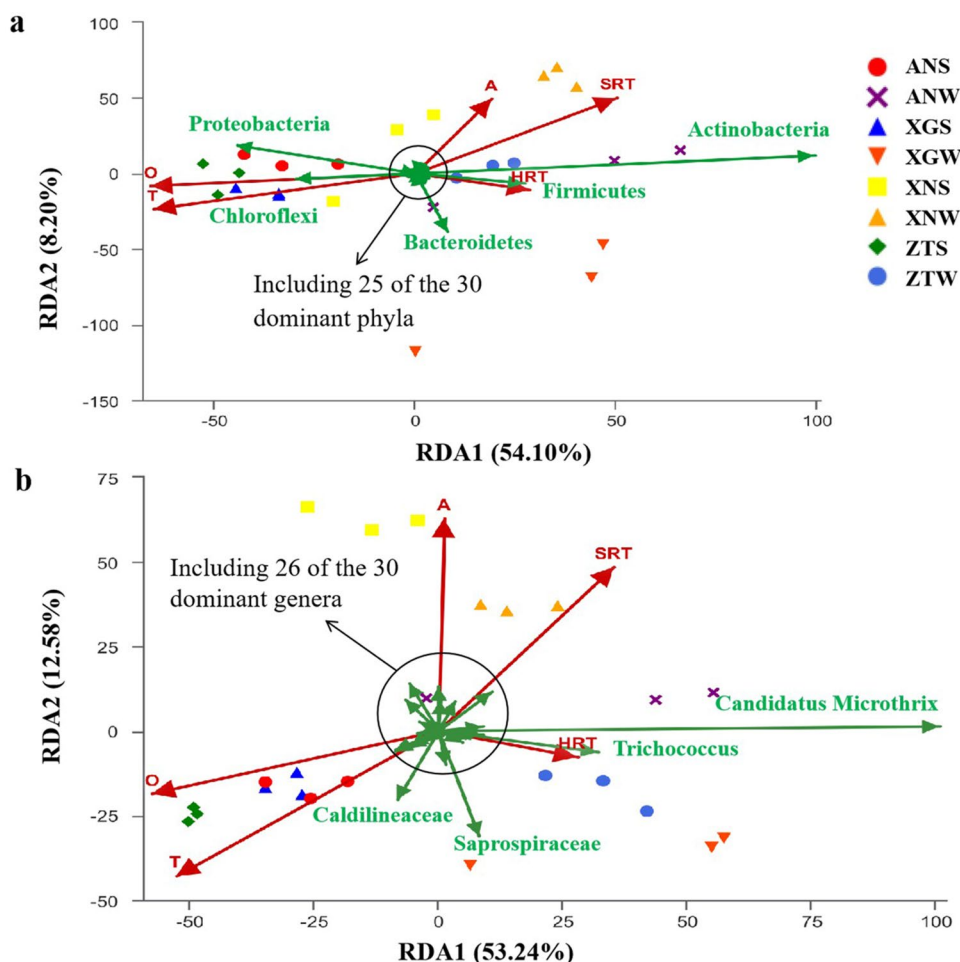 a
100
50
0
-50
-100
-150
RDA2 (8.20%)
A
SRT
Proteobacteria
Actinobacteria
O
T
HRT
Firmicutes
Chloroflexi
Bacteroidetes
Including 25 of the 30
dominant phyla
-50
0
50
100
RDA1 (54.10%)
ANS
ANW
XGS
XGW
XNS
XNW
ZTS
ZTW
b
75
50
25
0
-25
-50
RDA2 (12.58%)
A
SRT
Including 26 of the 30
dominant genera
Candidatus Microthrix
HRT
Trichococcus
O
Caldilineaceae
Saprospiraceae
T
-50
-25
0
25
50
75
100
RDA1 (53.24%)